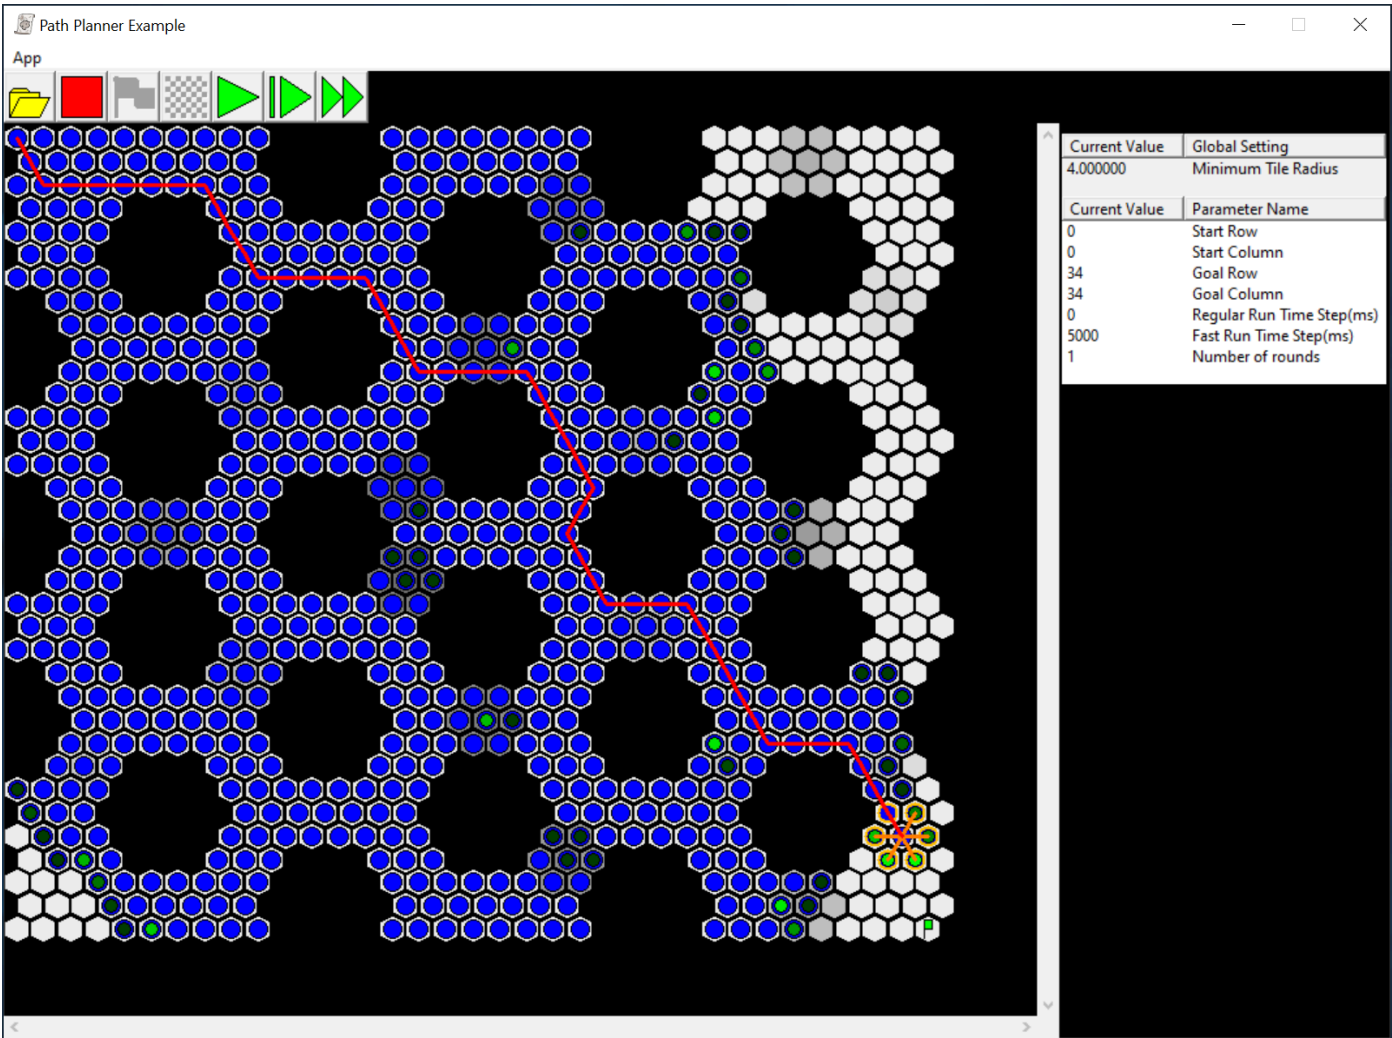 Path Planner Example
App
Current Value Global Setting
4.000000 Minimum Tile Radius
Current Value Parameter Name
0 Start Row
0 Start Column
34 Goal Row
34 Goal Column
0 Regular Run Time Step(ms)
5000 Fast Run Time Step(ms)
1 Number of rounds